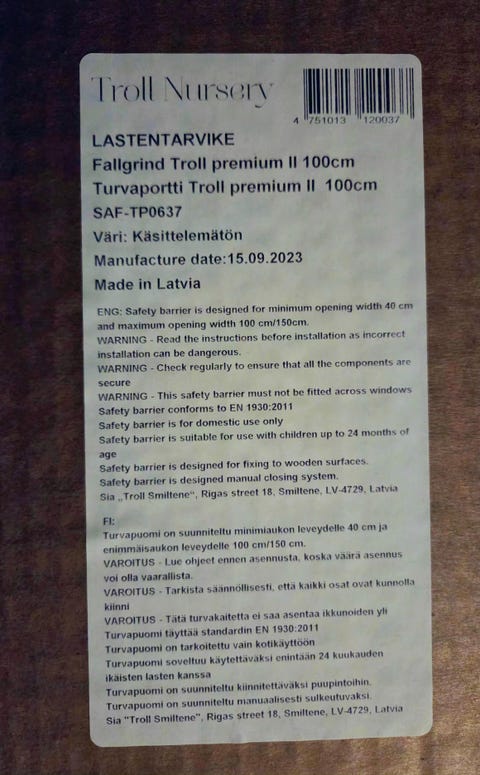 Troll Nursery
4 751013 120037
LASTENTARVIKE
Fallgrind Troll premium II 100cm
Turvaportti Troll premium II 100cm
SAF-TP0637
Väri: Käsittelemätön
Manufacture date:15.09.2023
Made in Latvia
ENG: Safety barrier is designed for minimum opening width 40 cm
and maximum opening width 100 cm/150cm.
WARNING - Read the instructions before installation as incorrect
installation can be dangerous.
WARNING - Check regularly to ensure that all the components are
secure
WARNING - This safety barrier must not be fitted across windows
Safety barrier conforms to EN 1930:2011
Safety barrier is for domestic use only
Safety barrier is suitable for use with children up to 24 months of
age
Safety barrier is designed for fixing to wooden surfaces.
Safety barrier is designed manual closing system.
Sia „Troll Smiltene", Rigas street 18, Smiltene, LV-4729, Latvia
FI:
Turvapuomi on suunniteltu minimiaukon leveydelle 40 cm ja
enimmäisaukon leveydelle 100 cm/150 cm.
VAROITUS - Lue ohjeet ennen asennusta, koska väärä asennus
voi olla vaarallista.
VAROITUS - Tarkista säännöllisesti, että kaikki osat ovat kunnolla
kiinni
VAROITUS - Tätä turvakaitetta ei saa asentaa ikkunoiden yli
Turvapuomi täyttää standardin EN 1930:2011
Turvapuomi on tarkoitettu vain kotikäyttöön
Turvapuomi soveltuu käytettäväksi enintään 24 kuukauden
ikäisten lasten kanssa
Turvapuomi on suunniteltu kiinnitettäväksi puupintoihin.
Turvapuomi on suunniteltu manuaalisesti sulkeutuvaksi.
Sia "Troll Smiltene", Rigas street 18, Smiltene, LV-4729, Latvia